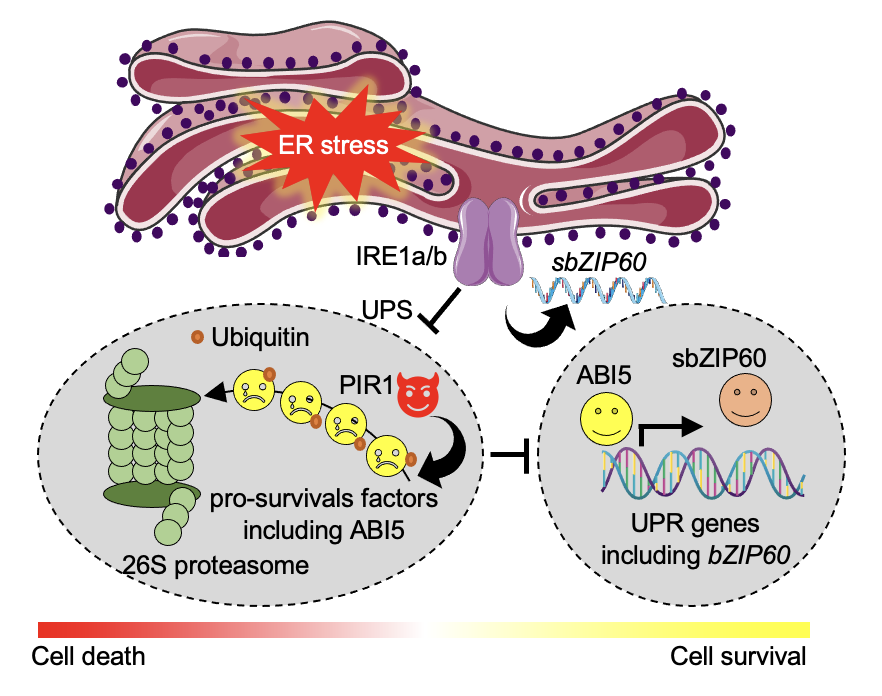 ER stress
IRE1a/b
sbZIP60
UPS
Ubiquitin
PIR1
pro-survivals factors
including ABI5
26S proteasome
ABI5
sbZIP60
UPR genes
including bZIP60
Cell death
Cell survival